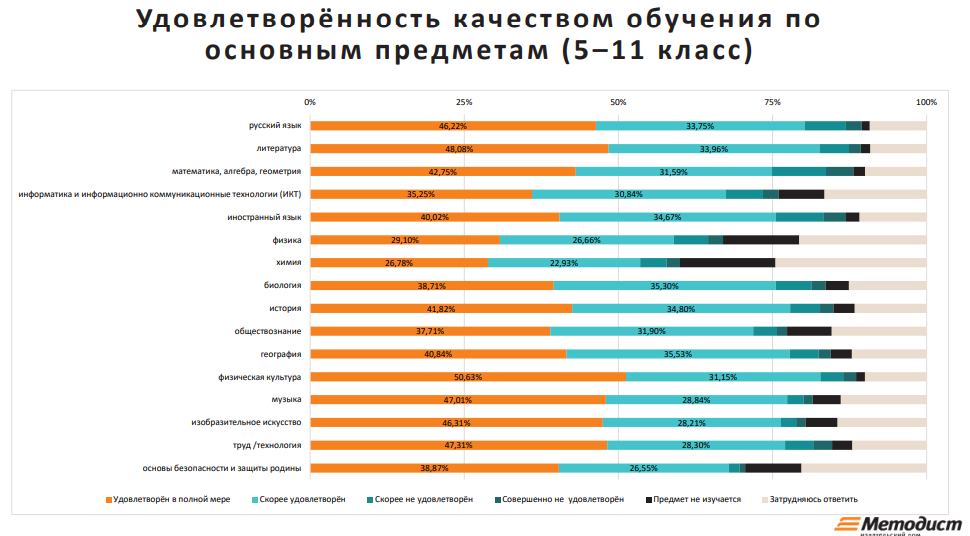 Удовлетворённость качеством обучения по
основным предметам (5–11 класс)
0% 25% 50% 75% 100%
русский язык 46,22% 33,75%
литература 48,08% 33,96%
математика, алгебра, геометрия 42,75% 31,59%
информатика и информационно коммуникационные технологии (ИКТ) 35,25% 30,84%
иностранный язык 40,02% 34,67%
физика 29,10% 26,66%
химия 26,78% 22,93%
биология 38,71% 35,30%
история 41,82% 34,80%
обществознание 37,71% 31,90%
география 40,84% 35,53%
физическая культура 50,63% 31,15%
музыка 47,01% 28,84%
изобразительное искусство 46,31% 28,21%
труд /технология 47,31% 28,30%
основы безопасности и защиты родины 38,87% 26,55%
Удовлетворён в полной мере Скорее удовлетворён Скорее не удовлетворён Совершенно не удовлетворён Предмет не изучается Затрудняюсь ответить
Методист
издательский дом